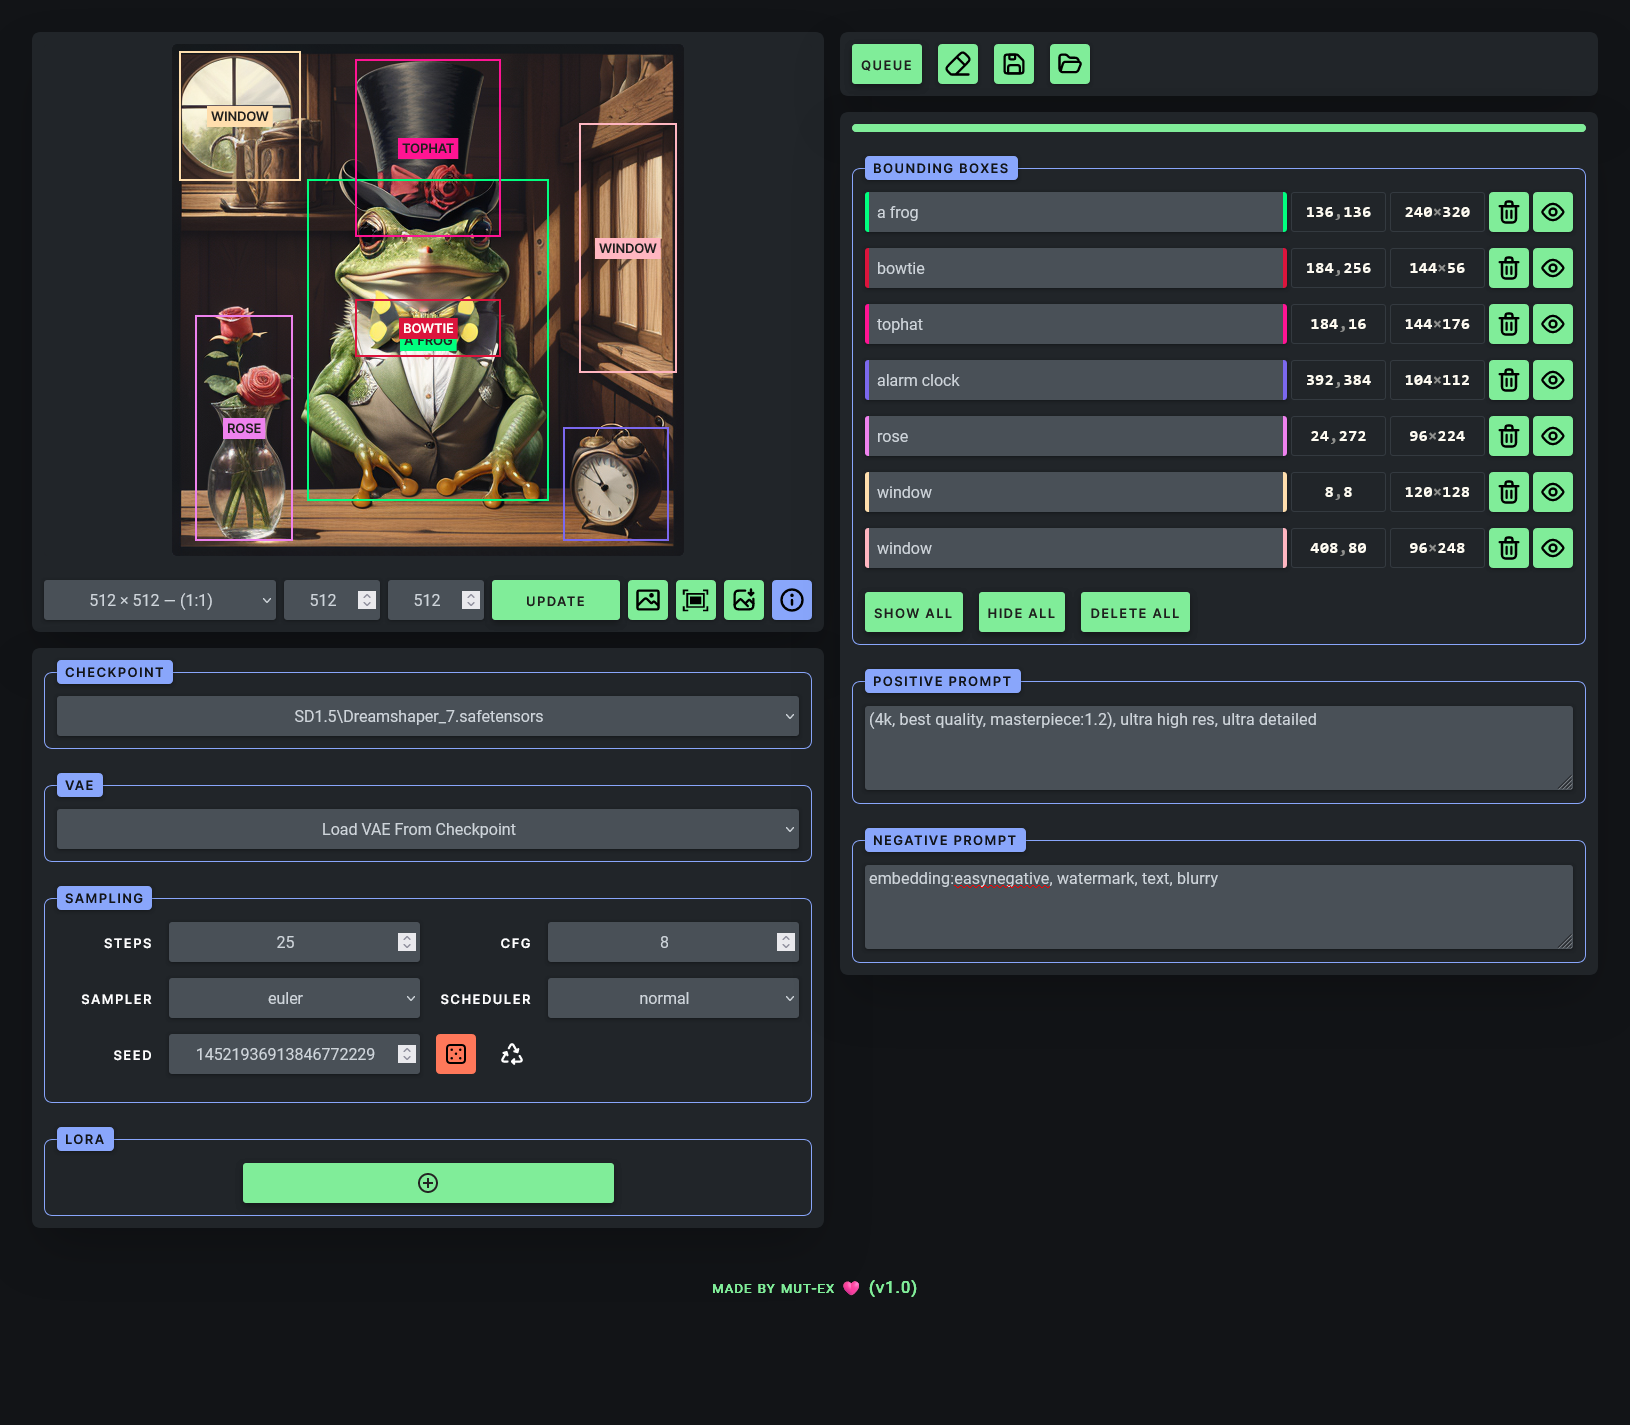 WINDOW
TOPHAT
WINDOW
BOWTIE
A FROG
ROSE
512 × 512 — (1:1)
512
512
UPDATE
CHECKPOINT
SD1.5\Dreamshaper_7.safetensors
VAE
Load VAE From Checkpoint
SAMPLING
STEPS
25
CFG
8
SAMPLER
euler
SCHEDULER
normal
SEED
14521936913846772229
LORA
QUEUE
BOUNDING BOXES
a frog 136,136 240×320
bowtie 184,256 144×56
tophat 184,16 144×176
alarm clock 392,384 104×112
rose 24,272 96×224
window 8,8 120×128
window 408,80 96×248
SHOW ALL
HIDE ALL
DELETE ALL
POSITIVE PROMPT
(4k, best quality, masterpiece:1.2), ultra high res, ultra detailed
NEGATIVE PROMPT
embedding:easynegative, watermark, text, blurry
MADE BY MUT-EX 💗 (v1.0)